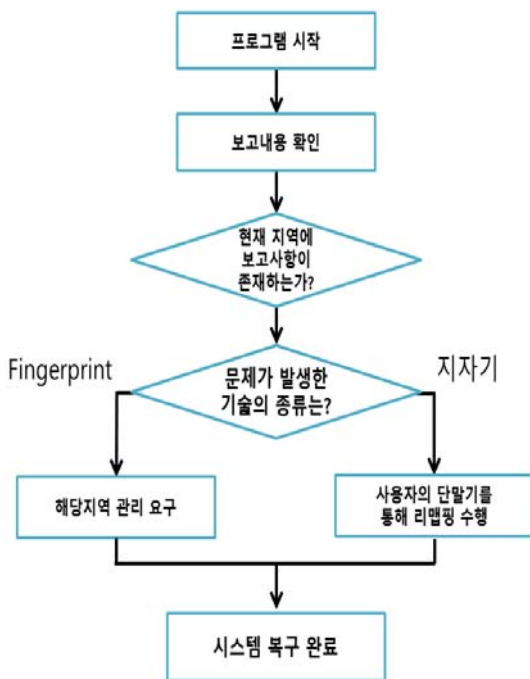 프로그램 시작
보고내용 확인
현재 지역에
보고사항이
존재하는가?
Fingerprint
문제가 발생한
기술의 종류는?
지자기
해당지역 관리 요구
사용자의 단말기를
통해 리맵핑 수행
시스템 복구 완료